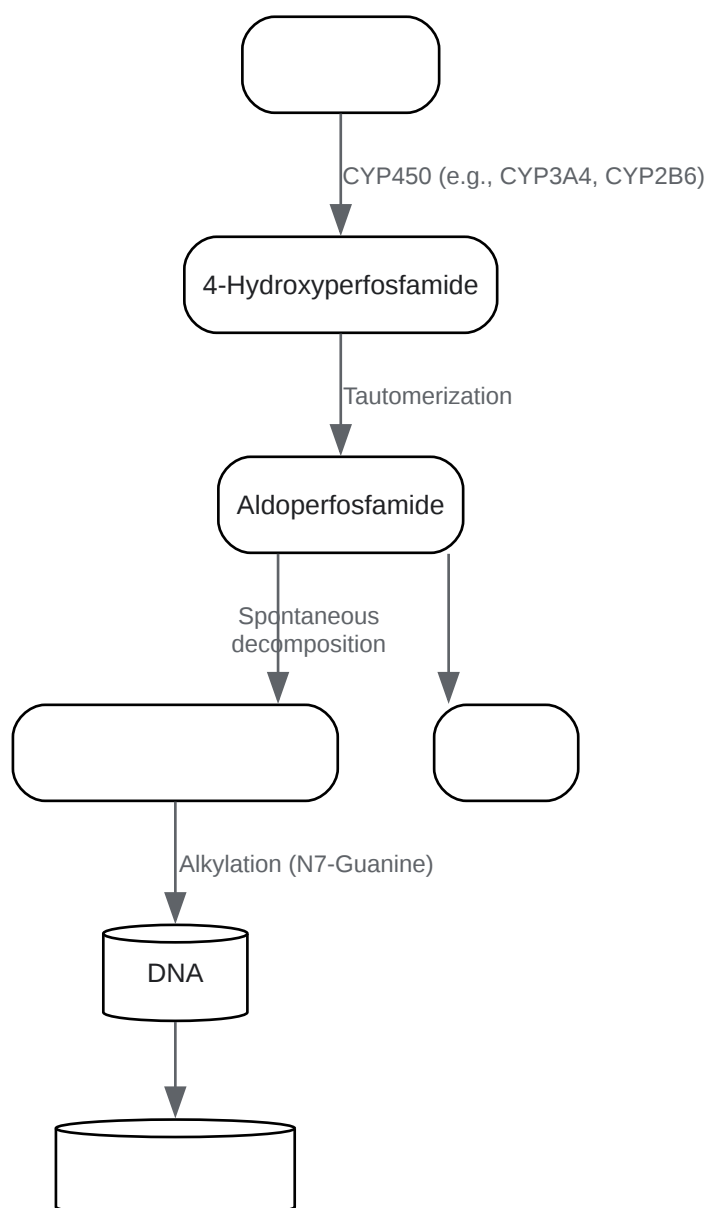 CYP450 (e.g., CYP3A4, CYP2B6)
4-Hydroxyperfosfamide
Tautomerization
Aldoperfosfamide
Spontaneous
decomposition
Alkylation (N7-Guanine)
DNA